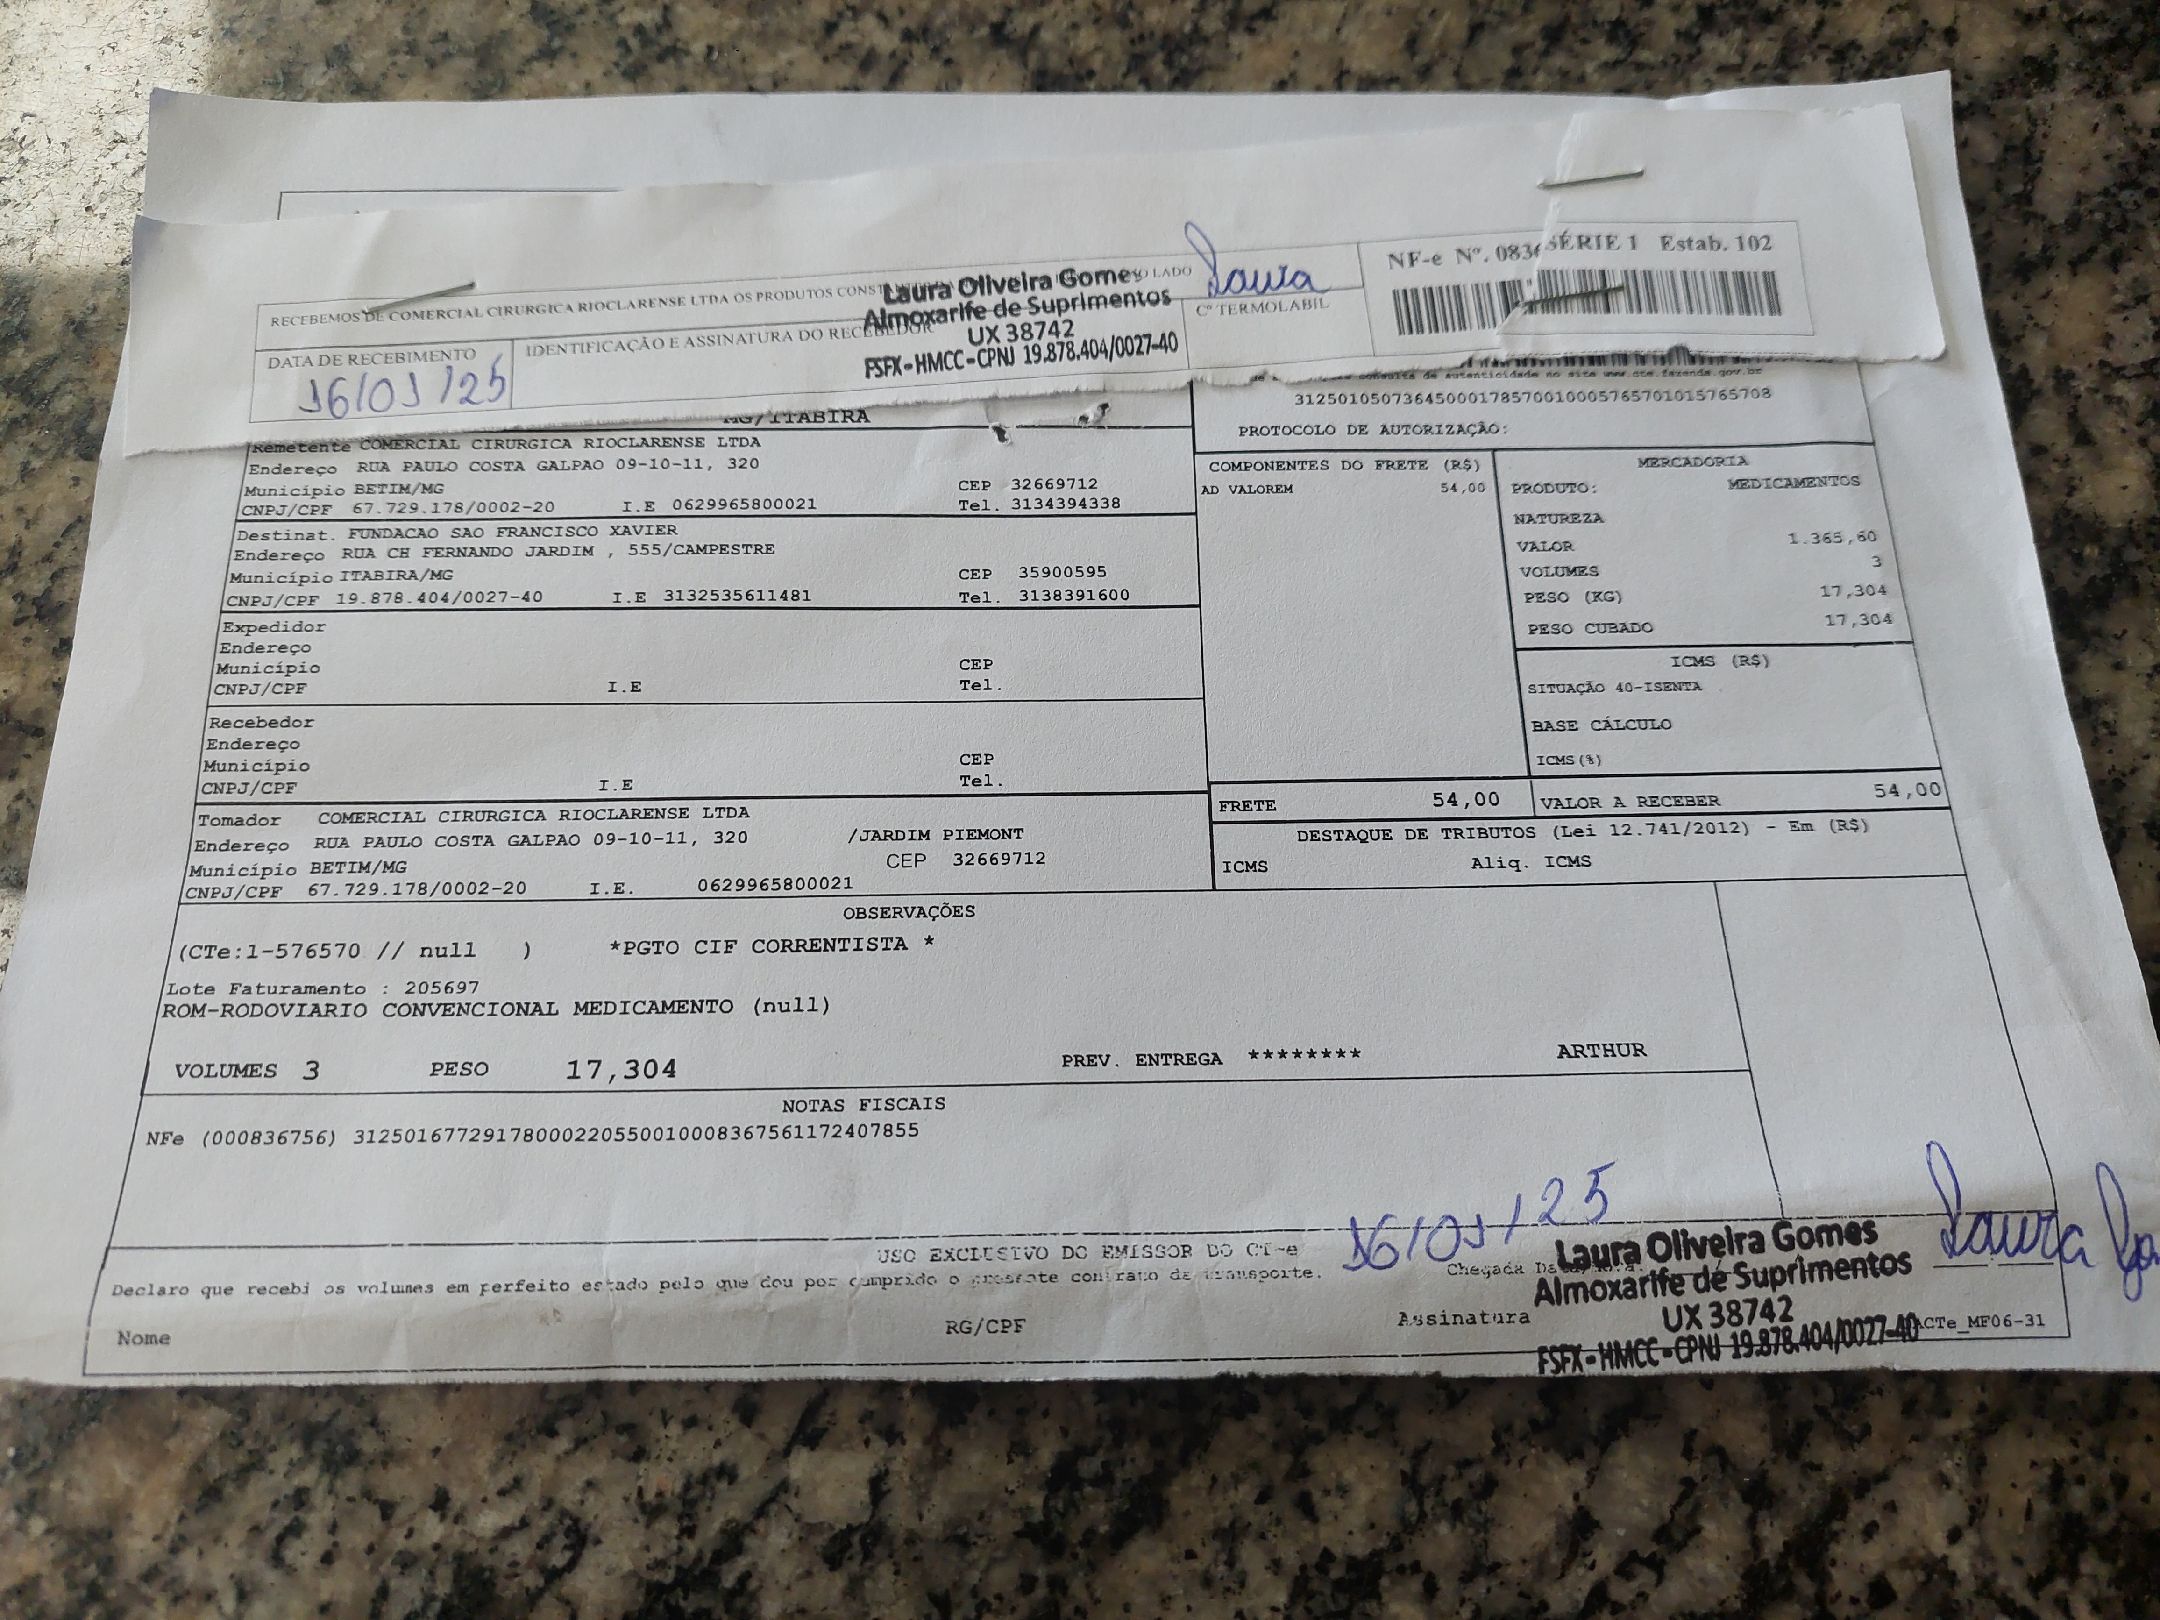 RECEBEMOS DE COMERCIAL CIRURGICA RIOCLARENSE LTDA OS PRODUTOS LADO
Laura Oliveira Gomes
Almoxarife de Suprimentos
UX 38742
FSFX-HMCC-CPNJ 19.878.404/0027-40
Laura
Cº TERMOLABIL
DATA DE RECEBIMENTO
16/01/25
IDENTIFICAÇÃO E ASSINATURA DO RECEBEDOR
NF-e Nº. 0836 SÉRIE 1 Estab. 102
consulta de autenticidade no site www.cte.fazenda.gov.br
31250105073645000178570010005765701015765708
PROTOCOLO DE AUTORIZAÇÃO:
MG/ITABIRA
Remetente COMERCIAL CIRURGICA RIOCLARENSE LTDA
Endereço RUA PAULO COSTA GALPAO 09-10-11, 320
Município BETIM/MG CEP 32669712
CNPJ/CPF 67.729.178/0002-20 I.E 0629965800021 Tel. 3134394338
Destinat. FUNDACAO SAO FRANCISCO XAVIER
Endereço RUA CH FERNANDO JARDIM , 555/CAMPESTRE
Município ITABIRA/MG CEP 35900595
CNPJ/CPF 19.878.404/0027-40 I.E 3132535611481 Tel. 3138391600
Expedidor
Endereço
Município CEP
CNPJ/CPF I.E Tel.
Recebedor
Endereço
Município CEP
CNPJ/CPF I.E Tel.
Tomador COMERCIAL CIRURGICA RIOCLARENSE LTDA
Endereço RUA PAULO COSTA GALPAO 09-10-11, 320 /JARDIM PIEMONT
Município BETIM/MG CEP 32669712
CNPJ/CPF 67.729.178/0002-20 I.E. 0629965800021
COMPONENTES DO FRETE (R$)
AD VALOREM 54,00
MERCADORIA
PRODUTO: MEDICAMENTOS
NATUREZA
VALOR 1.365,60
VOLUMES 3
PESO (KG) 17,304
PESO CUBADO 17,304
ICMS (R$)
SITUAÇÃO 40-ISENTA
BASE CÁLCULO
ICMS(%)
FRETE 54,00 VALOR A RECEBER 54,00
DESTAQUE DE TRIBUTOS (Lei 12.741/2012) - Em (R$)
ICMS Aliq. ICMS
OBSERVAÇÕES
(CTe:1-576570 // null ) *PGTO CIF CORRENTISTA *
Lote Faturamento : 205697
ROM-RODOVIARIO CONVENCIONAL MEDICAMENTO (null)
VOLUMES 3 PESO 17,304 PREV. ENTREGA ******** ARTHUR
NOTAS FISCAIS
NFe (000836756) 31250167729178000220550010008367561172407855
USO EXCLUSIVO DO EMISSOR DO CT-e
Declaro que recebi os volumes em perfeito estado pelo que dou por cumprido o presente contrato de transporte.
16/01/25
Chegada
Laura Oliveira Gomes
Almoxarife de Suprimentos
UX 38742
FSFX-HMCC-CPNJ 19.878.404/0027-40
Laura
Nome RG/CPF Assinatura
ACTe_MF06-31